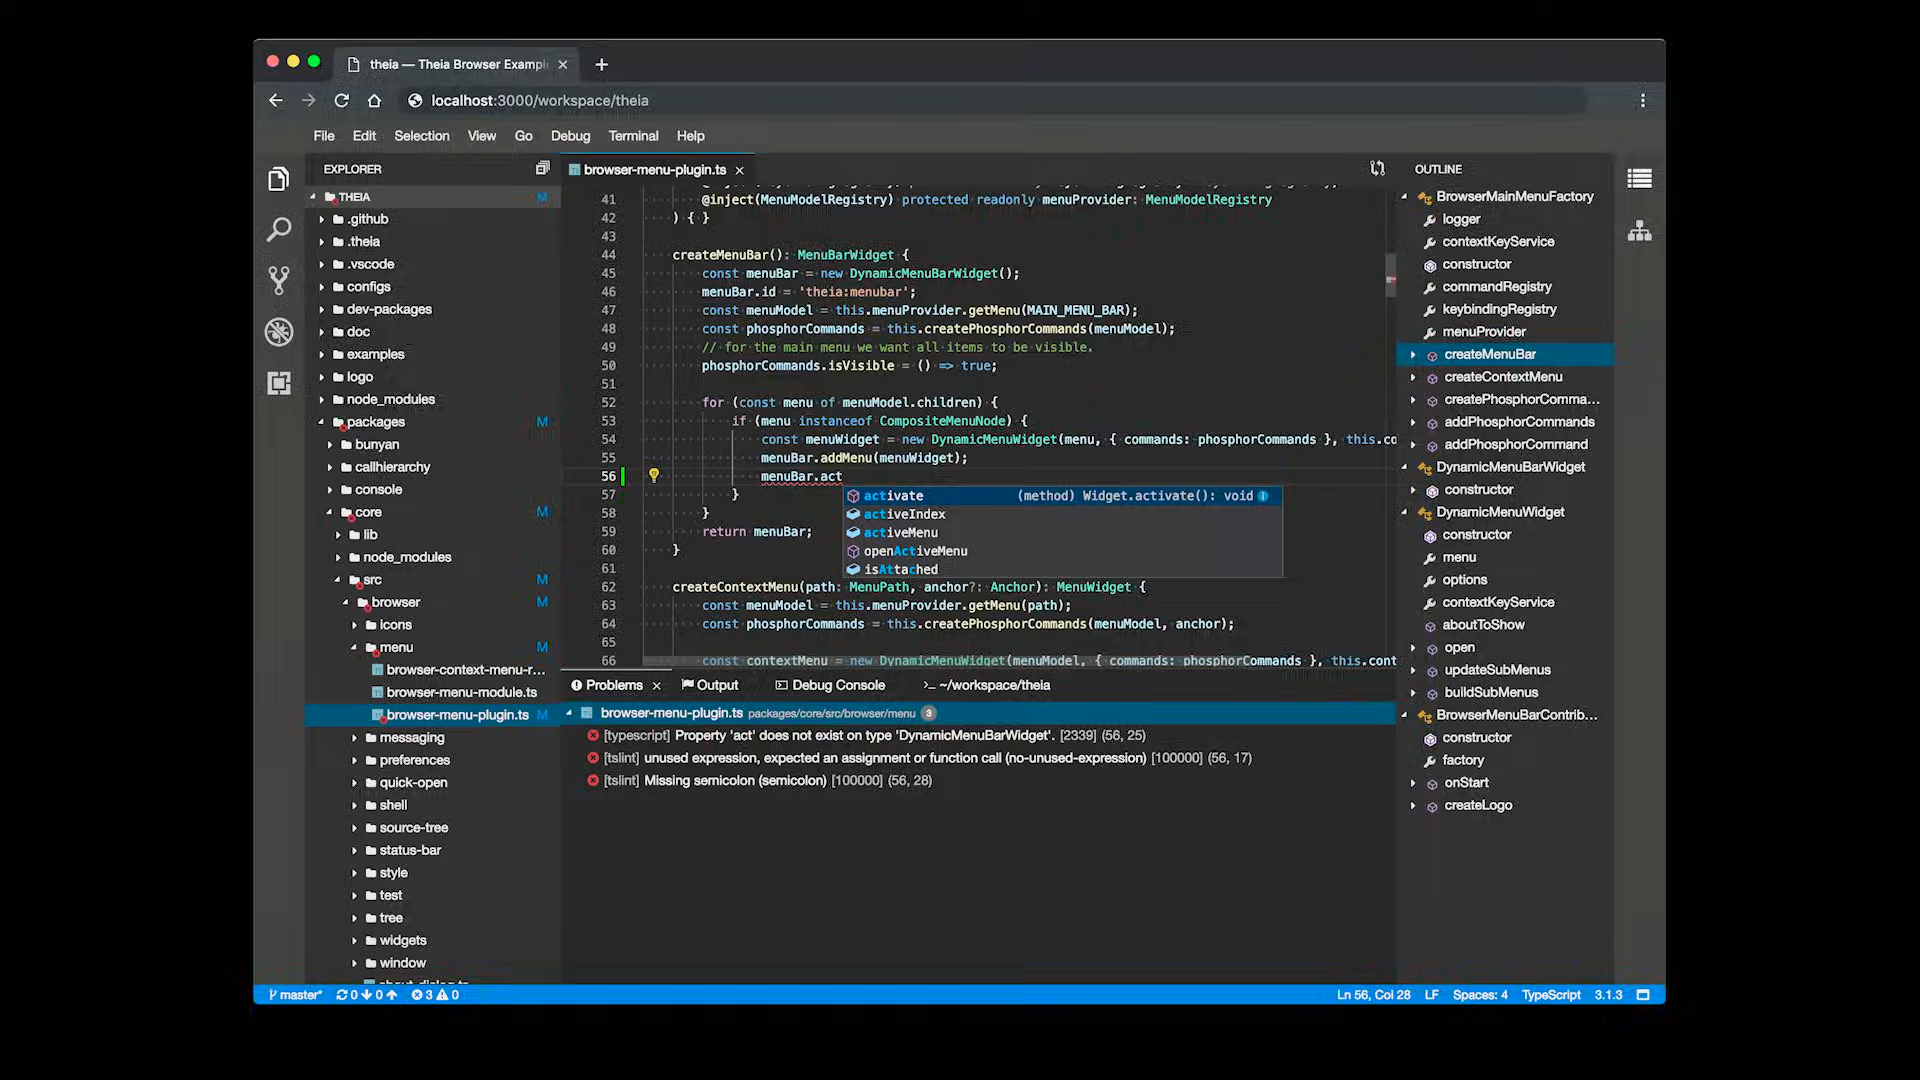 theia — Theia Browser Exampl
localhost:3000/workspace/theia
File Edit Selection View Go Debug Terminal Help
EXPLORER
THEIA M
.github
.theia
.vscode
configs
dev-packages
doc
examples
logo
node_modules
packages M
bunyan
callhierarchy
console
core M
lib
node_modules
src M
browser M
icons
menu M
browser-context-menu-r...
browser-menu-module.ts
browser-menu-plugin.ts M
messaging
preferences
quick-open
shell
source-tree
status-bar
style
test
tree
widgets
window
browser-menu-plugin.ts
41 @inject(MenuModelRegistry) protected readonly menuProvider: MenuModelRegistry
42 ) { }
43
44 createMenuBar(): MenuBarWidget {
45 const menuBar = new DynamicMenuBarWidget();
46 menuBar.id = 'theia:menubar';
47 const menuModel = this.menuProvider.getMenu(MAIN_MENU_BAR);
48 const phosphorCommands = this.createPhosphorCommands(menuModel);
49 // for the main menu we want all items to be visible.
50 phosphorCommands.isVisible = () => true;
51
52 for (const menu of menuModel.children) {
53 if (menu instanceof CompositeMenuNode) {
54 const menuWidget = new DynamicMenuWidget(menu, { commands: phosphorCommands }, this.co
55 menuBar.addMenu(menuWidget);
56 menuBar.act
57 }
58 }
59 return menuBar;
60 }
61
62 createContextMenu(path: MenuPath, anchor?: Anchor): MenuWidget {
63 const menuModel = this.menuProvider.getMenu(path);
64 const phosphorCommands = this.createPhosphorCommands(menuModel, anchor);
65
66 const contextMenu = new DynamicMenuWidget(menuModel, { commands: phosphorCommands }, this.cont
activate (method) Widget.activate(): void
activeIndex
activeMenu
openActiveMenu
isAttached
Problems Output Debug Console >_ ~/workspace/theia
browser-menu-plugin.ts packages/core/src/browser/menu 3
[typescript] Property 'act' does not exist on type 'DynamicMenuBarWidget'. [2339] (56, 25)
[tslint] unused expression, expected an assignment or function call (no-unused-expression) [100000] (56, 17)
[tslint] Missing semicolon (semicolon) [100000] (56, 28)
OUTLINE
BrowserMainMenuFactory
logger
contextKeyService
constructor
commandRegistry
keybindingRegistry
menuProvider
createMenuBar
createContextMenu
createPhosphorComma...
addPhosphorCommands
addPhosphorCommand
DynamicMenuBarWidget
constructor
DynamicMenuWidget
constructor
menu
options
contextKeyService
aboutToShow
open
updateSubMenus
buildSubMenus
BrowserMenuBarContrib...
constructor
factory
onStart
createLogo
master* 0 0 3 0
Ln 56, Col 28 LF Spaces: 4 TypeScript 3.1.3